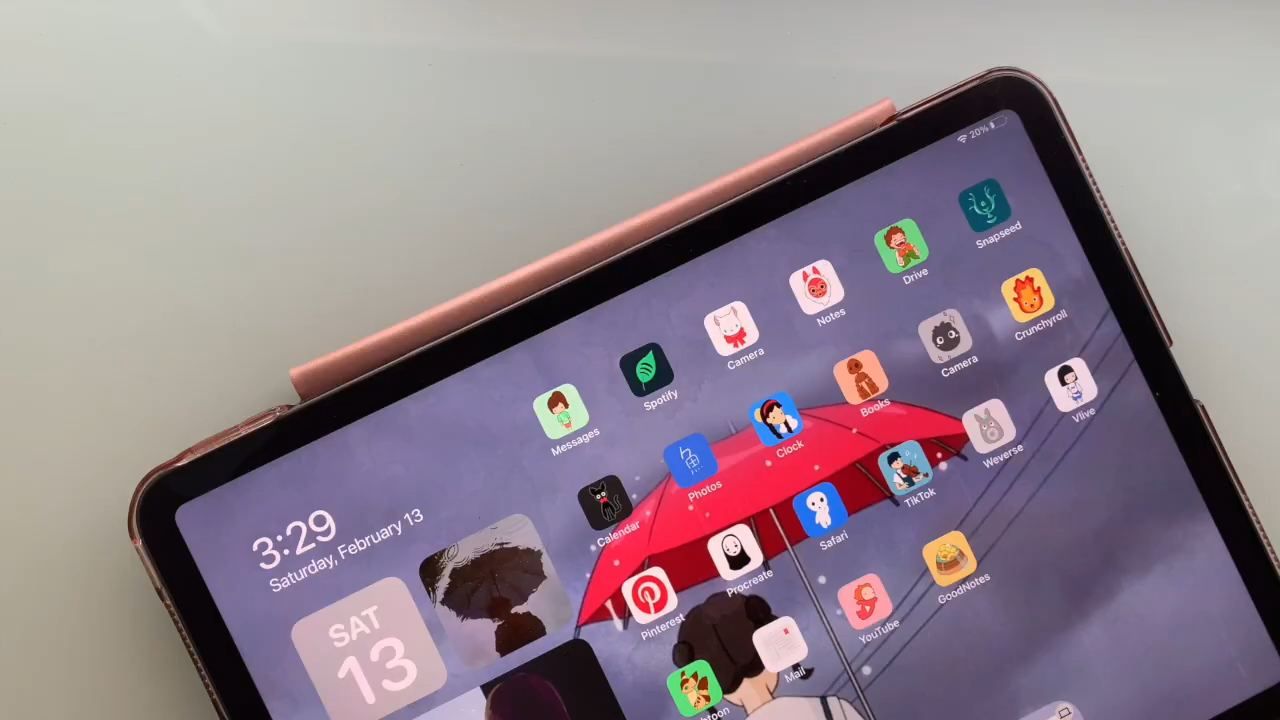 20%
3:29
Saturday, February 13
SAT
13
Messages
Spotify
Camera
Notes
Drive
Snapseed
Calendar
Photos
Clock
Books
Camera
Crunchyroll
Pinterest
Procreate
Safari
TikTok
Weverse
Vlive
Mail
YouTube
GoodNotes